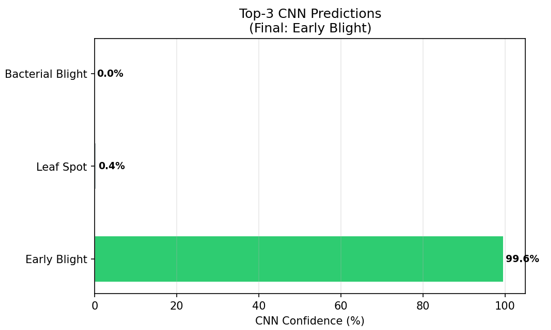 Top-3 CNN Predictions
(Final: Early Blight)
Bacterial Blight 0.0%
Leaf Spot 0.4%
Early Blight 99.6%
0 20 40 60 80 100
CNN Confidence (%)